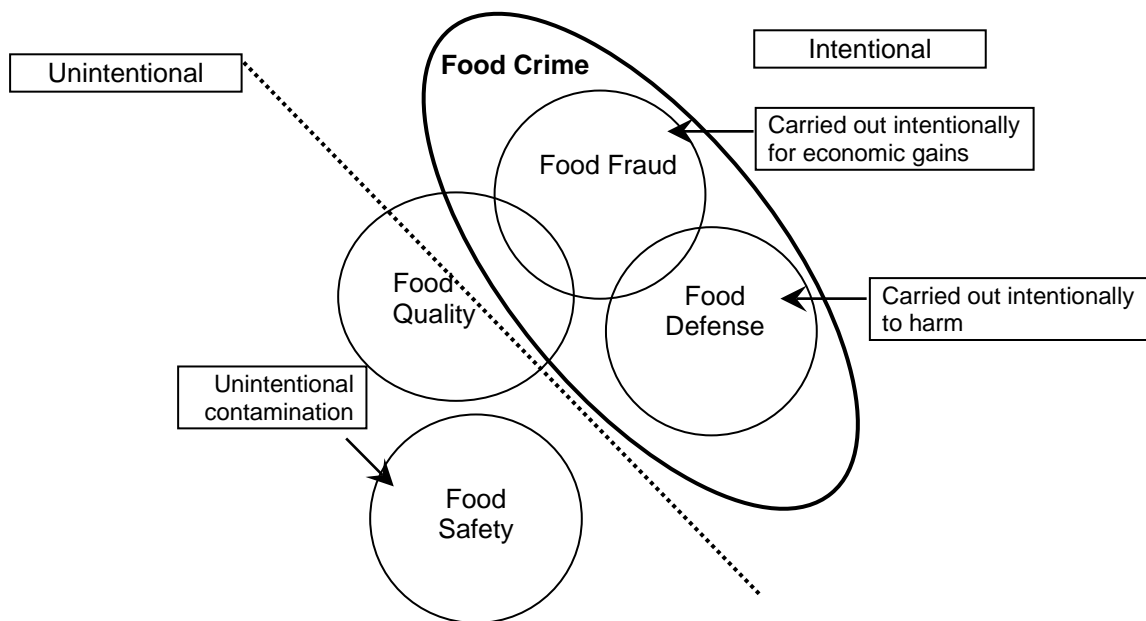 Unintentional
Food Crime
Intentional
Carried out intentionally
for economic gains
Food Fraud
Food
Quality
Food
Defense
Carried out intentionally
to harm
Unintentional
contamination
Food
Safety